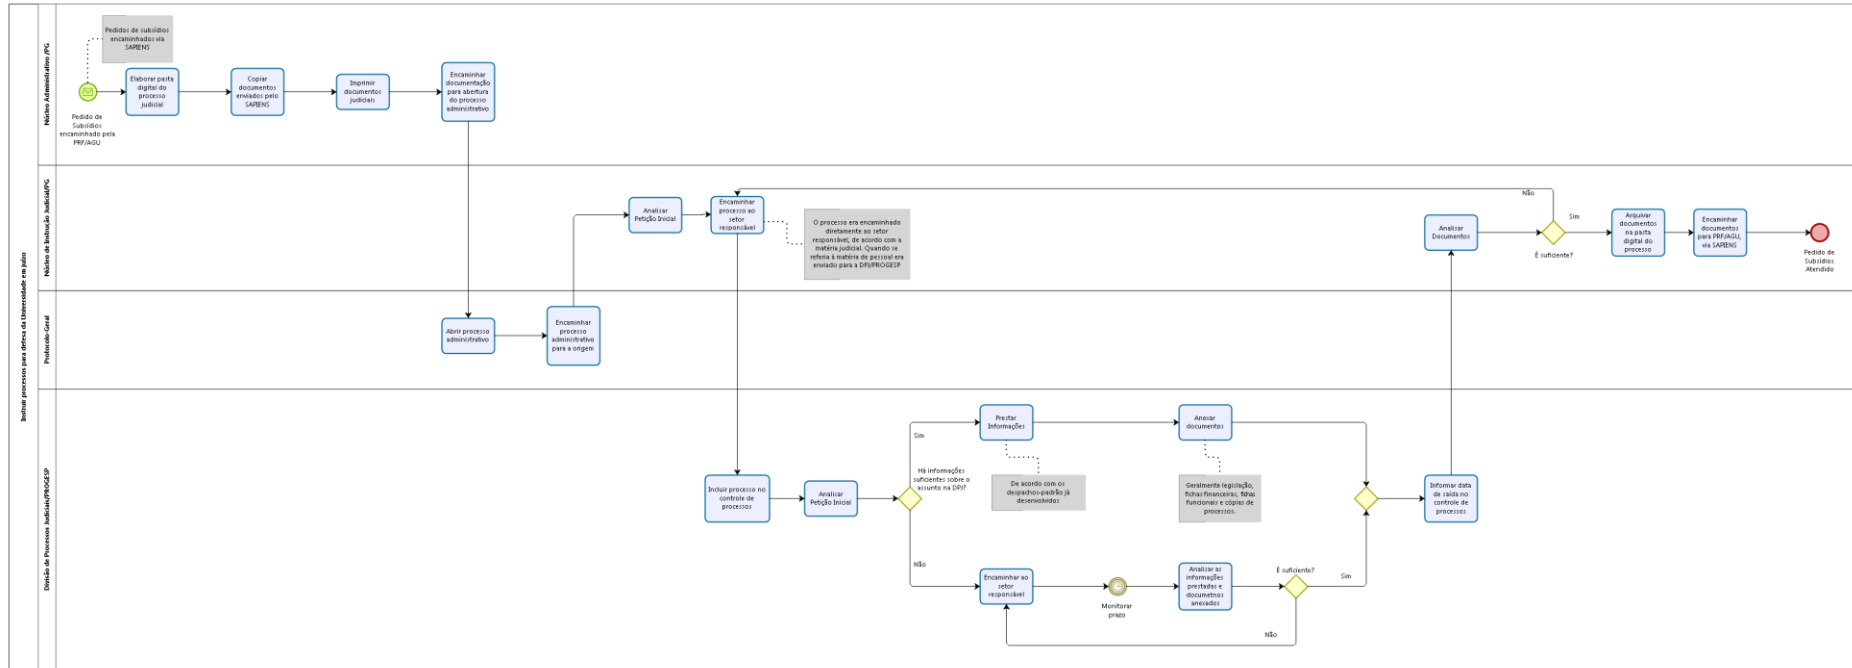 Instruir processos para defesa da Universidade em juízo
Núcleo Administrativo /PG
Pedidos de subsídios
encaminhados via
SAPIENS
Pedido de
Subsídios
encaminhado pela
PRF/AGU
Elaborar pasta
digital do
processo
judicial
Copiar
documentos
enviados pelo
SAPIENS
Imprimir
documentos
judiciais
Encaminhar
documentação
para abertura
do processo
administrativo
Núcleo de Instrução Judicial/PG
Analisar
Petição Inicial
Encaminhar
processo ao
setor
responsável
O processo era encaminhado
diretamente ao setor
responsável, de acordo com a
matéria judicial. Quando se
referia à matéria de pessoal era
enviado para a DPJ/PROGESP
Analisar
Documentos
Não
Sim
É suficiente?
Arquivar
documentos
na pasta
digital do
processo
Encaminhar
documentos
para PRF/AGU,
via SAPIENS
Pedido de
Subsídios
Atendido
Protocolo-Geral
Abrir processo
administrativo
Encaminhar
processo
administrativo
para a origem
Divisão de Processos Judiciais/PROGESP
Incluir processo no
controle de
processos
Analisar
Petição Inicial
Há informações
suficientes sobre o
assunto na DPJ?
Sim
Não
Prestar
Informações
De acordo com os
despachos-padrão já
desenvolvidos
Anexar
documentos
Geralmente legislação,
fichas financeiras, fichas
funcionais e cópias de
processos.
Encaminhar ao
setor
responsável
Monitorar
prazo
Analisar as
informações
prestadas e
documetnos
anexados
É suficiente?
Sim
Não
Informar data
de saída no
controle de
processos